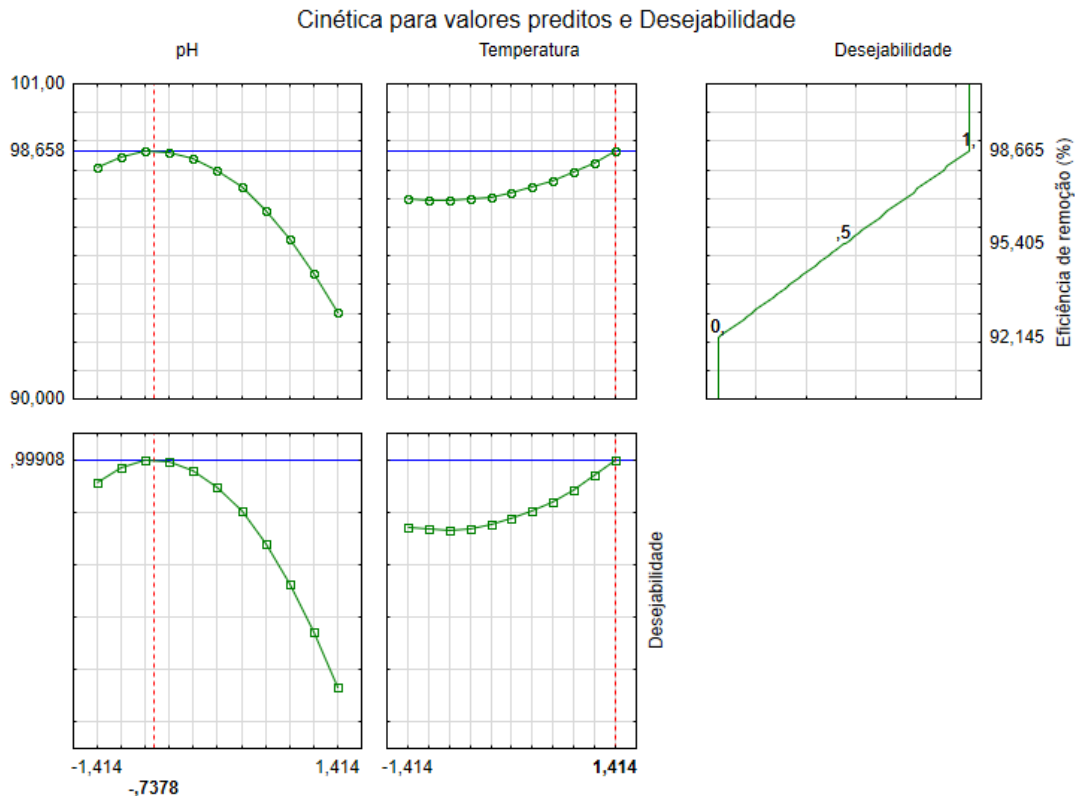 Cinética para valores preditos e Desejabilidade
pH
Temperatura
Desejabilidade
101,00
98,658
90,000
1,
,5
0,
98,665
95,405
92,145
Eficiência de remoção (%)
,99908
Desejabilidade
-1,414
1,414
-1,414
1,414
-,7378